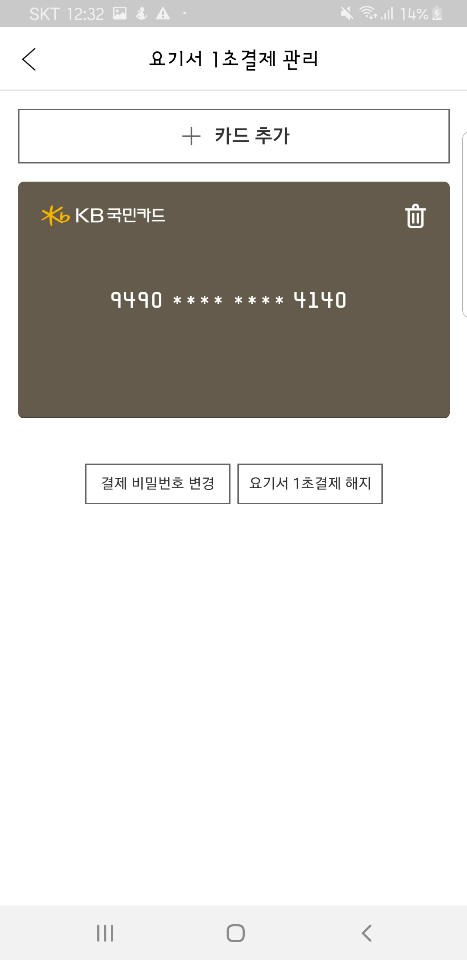 SKT 12:32 14%
요기서 1초결제 관리
카드 추가
Kb KB 국민카드
9490 **** **** 4140
결제 비밀번호 변경
요기서 1초결제 해지